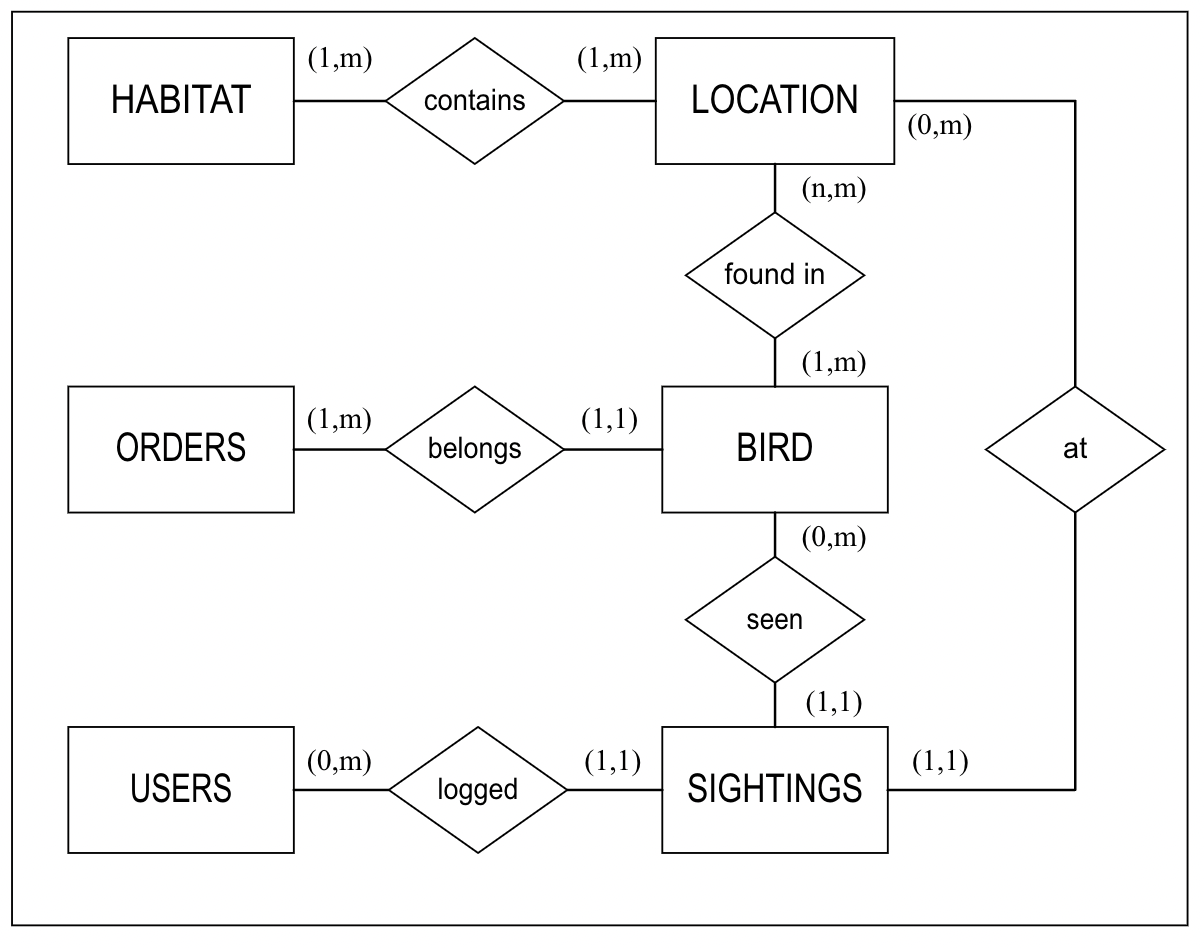 HABITAT
(1,m)
contains
(1,m)
LOCATION
(0,m)
(n,m)
found in
(1,m)
ORDERS
(1,m)
belongs
(1,1)
BIRD
at
(0,m)
seen
(1,1)
USERS
(0,m)
logged
(1,1)
SIGHTINGS
(1,1)